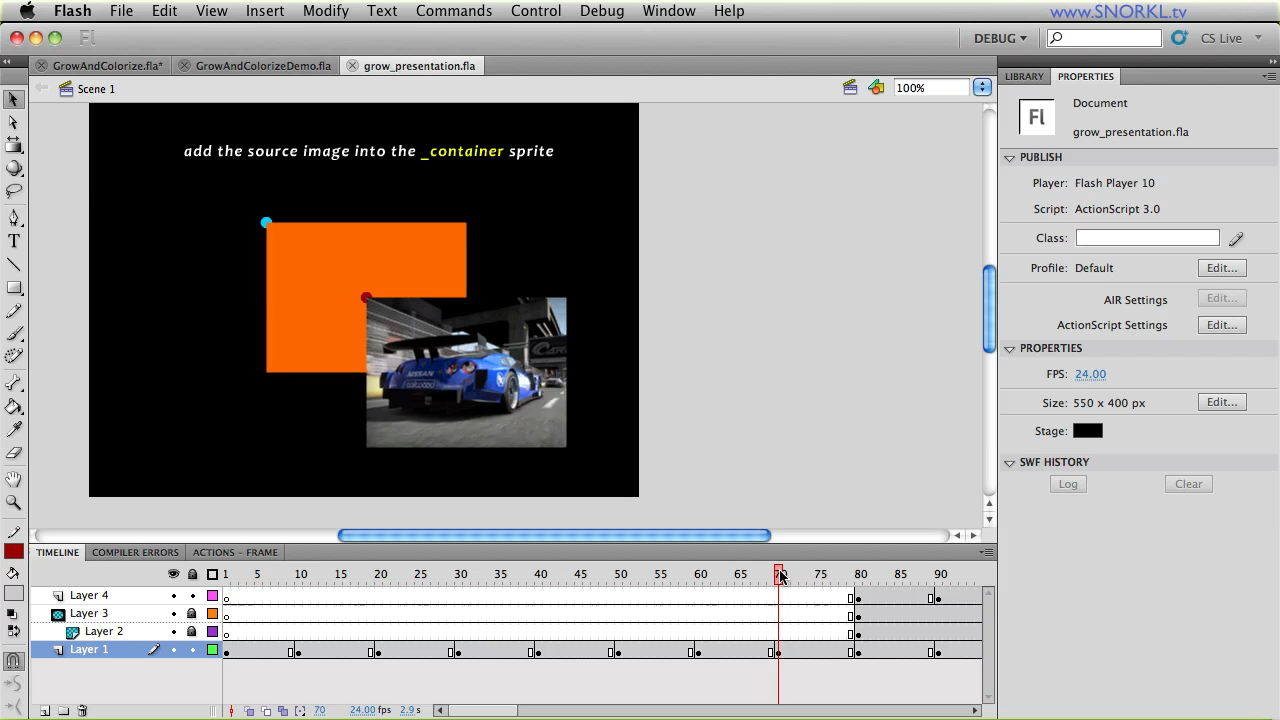 Flash File Edit View Insert Modify Text Commands Control Debug Window Help www.SNORKL.tv
Fl DEBUG CS Live
GrowAndColorize.fla* GrowAndColorizeDemo.fla grow_presentation.fla
LIBRARY PROPERTIES
Scene 1 100%
Fl Document
grow_presentation.fla
PUBLISH
Player: Flash Player 10
Script: ActionScript 3.0
Class:
Profile: Default Edit...
AIR Settings Edit...
ActionScript Settings Edit...
PROPERTIES
FPS: 24.00
Size: 550 x 400 px Edit...
Stage:
SWF HISTORY
Log Clear
add the source image into the _container sprite
NISSAN
T
TIMELINE COMPILER ERRORS ACTIONS - FRAME
1 5 10 15 20 25 30 35 40 45 50 55 60 65 75 80 85 90
Layer 4
Layer 3
Layer 2
Layer 1
70 24.00 fps 2.9 s